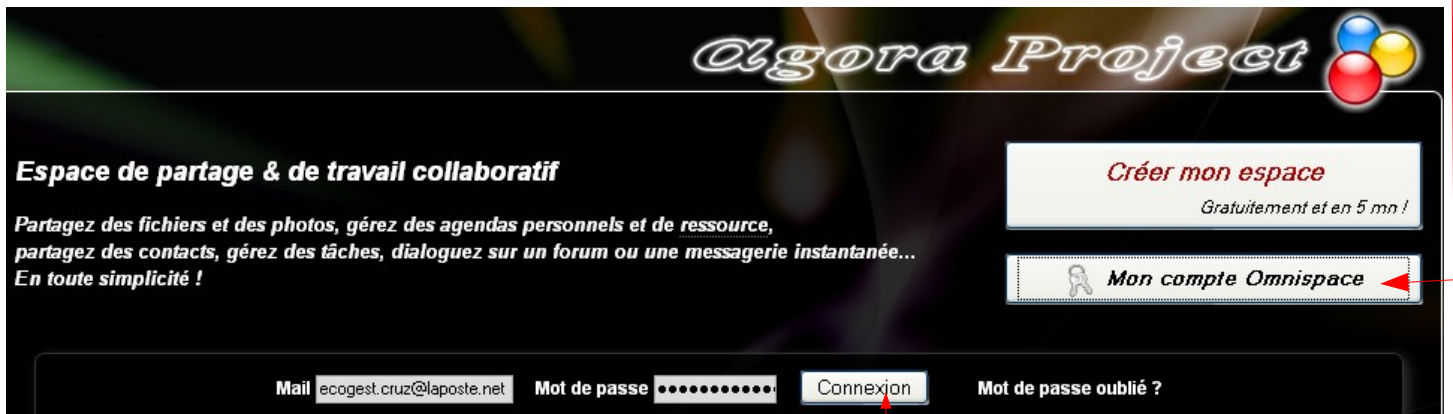 Agora Project
Espace de partage & de travail collaboratif
Créer mon espace
Gratuitement et en 5 mn !
Partagez des fichiers et des photos, gérez des agendas personnels et de ressource,
partagez des contacts, gérez des tâches, dialoguez sur un forum ou une messagerie instantanée...
En toute simplicité !
Mon compte Omnispace
Mail ecogest.cruz@laposte.net Mot de passe Connexion Mot de passe oublié ?